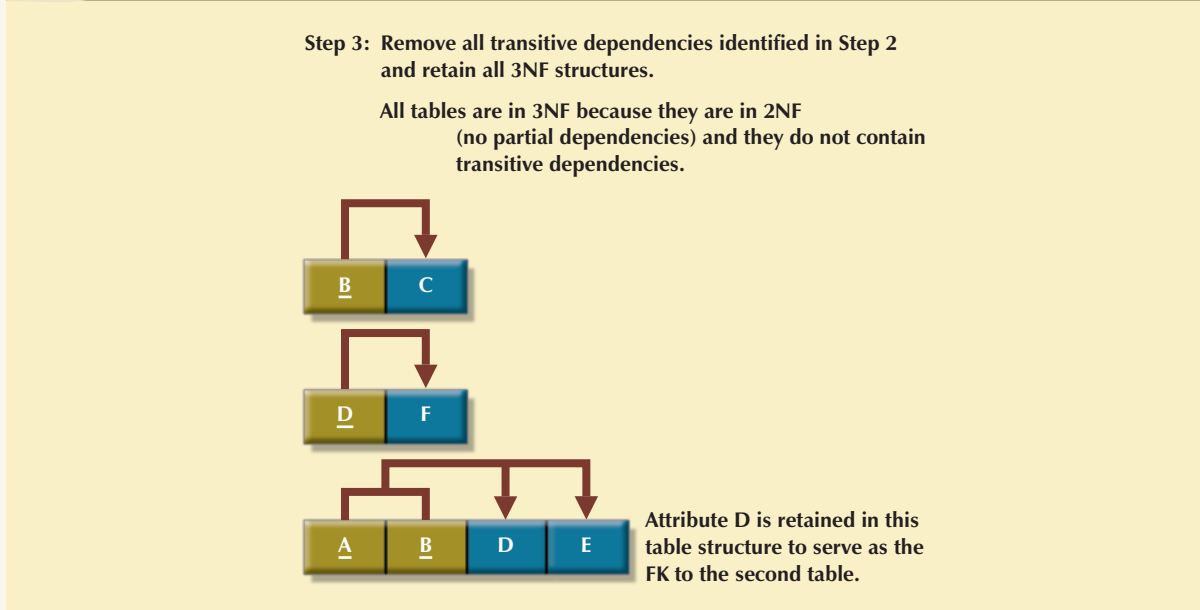 Step 3: Remove all transitive dependencies identified in Step 2
and retain all 3NF structures.
All tables are in 3NF because they are in 2NF
(no partial dependencies) and they do not contain
transitive dependencies.
B C
D F
A B D E
Attribute D is retained in this
table structure to serve as the
FK to the second table.